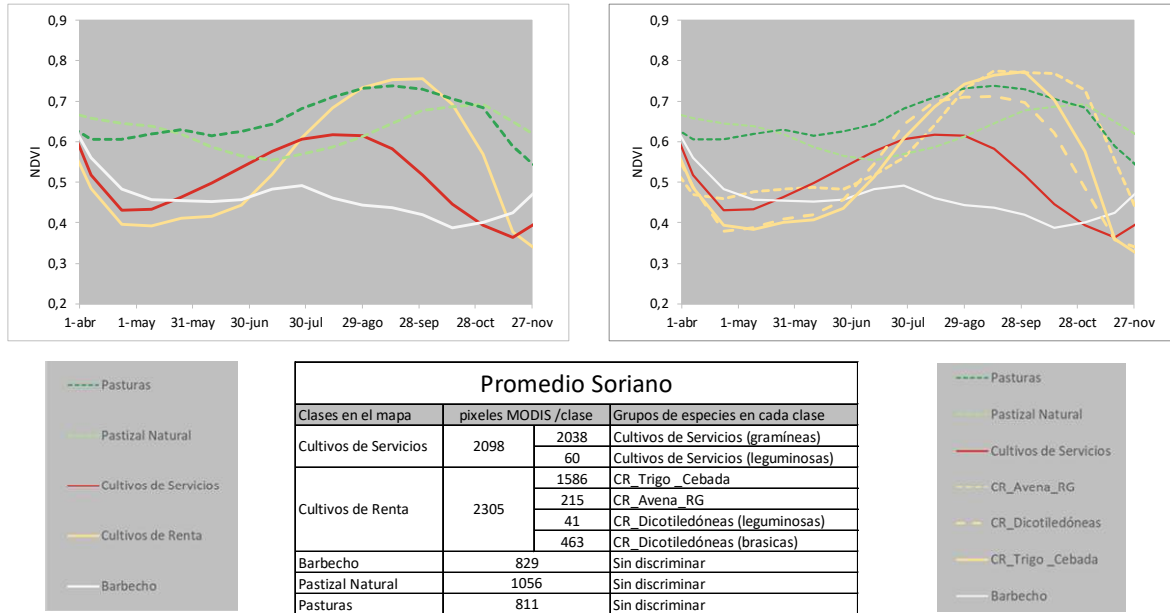 0,9
0,8
0,7
0,6
0,5
0,4
0,3
0,2
NDVI
1-abr 1-may 31-may 30-jun 30-jul 29-ago 28-sep 28-oct 27-nov
0,9
0,8
0,7
0,6
0,5
0,4
0,3
0,2
NDVI
1-abr 1-may 31-may 30-jun 30-jul 29-ago 28-sep 28-oct 27-nov
Pasturas
Pastizal Natural
Cultivos de Servicios
Cultivos de Renta
Barbecho
Promedio Soriano
Clases en el mapa pixeles MODIS /clase Grupos de especies en cada clase
Cultivos de Servicios 2098 2038 Cultivos de Servicios (gramíneas)
60 Cultivos de Servicios (leguminosas)
Cultivos de Renta 2305 1586 CR_Trigo _Cebada
215 CR_Avena_RG
41 CR_Dicotiledóneas (leguminosas)
463 CR_Dicotiledóneas (brasicas)
Barbecho 829 Sin discriminar
Pastizal Natural 1056 Sin discriminar
Pasturas 811 Sin discriminar
Pasturas
Pastizal Natural
Cultivos de Servicios
CR_Avena_RG
CR_Dicotiledóneas
CR_Trigo _Cebada
Barbecho